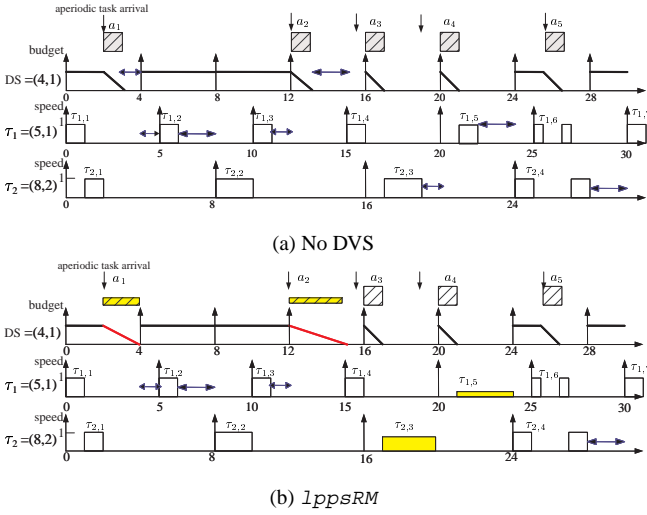 aperiodic task arrival
a1 a2 a3 a4 a5
budget
DS =(4,1)
0 4 8 12 16 20 24 28
speed
τ1 =(5,1) 1
τ1,1 τ1,2 τ1,3 τ1,4 τ1,5 τ1,6
0 5 10 15 20 25 30
speed
τ2 =(8,2) 1
τ2,1 τ2,2 τ2,3 τ2,4
0 8 16 24
(a) No DVS
aperiodic task arrival
a1 a2 a3 a4 a5
budget
DS =(4,1)
0 4 8 12 16 20 24 28
speed
τ1 =(5,1) 1
τ1,1 τ1,2 τ1,3 τ1,4 τ1,5 τ1,6
0 5 10 15 20 25 30
speed
τ2 =(8,2) 1
τ2,1 τ2,2 τ2,3 τ2,4
0 8 16 24
(b) lppsRM